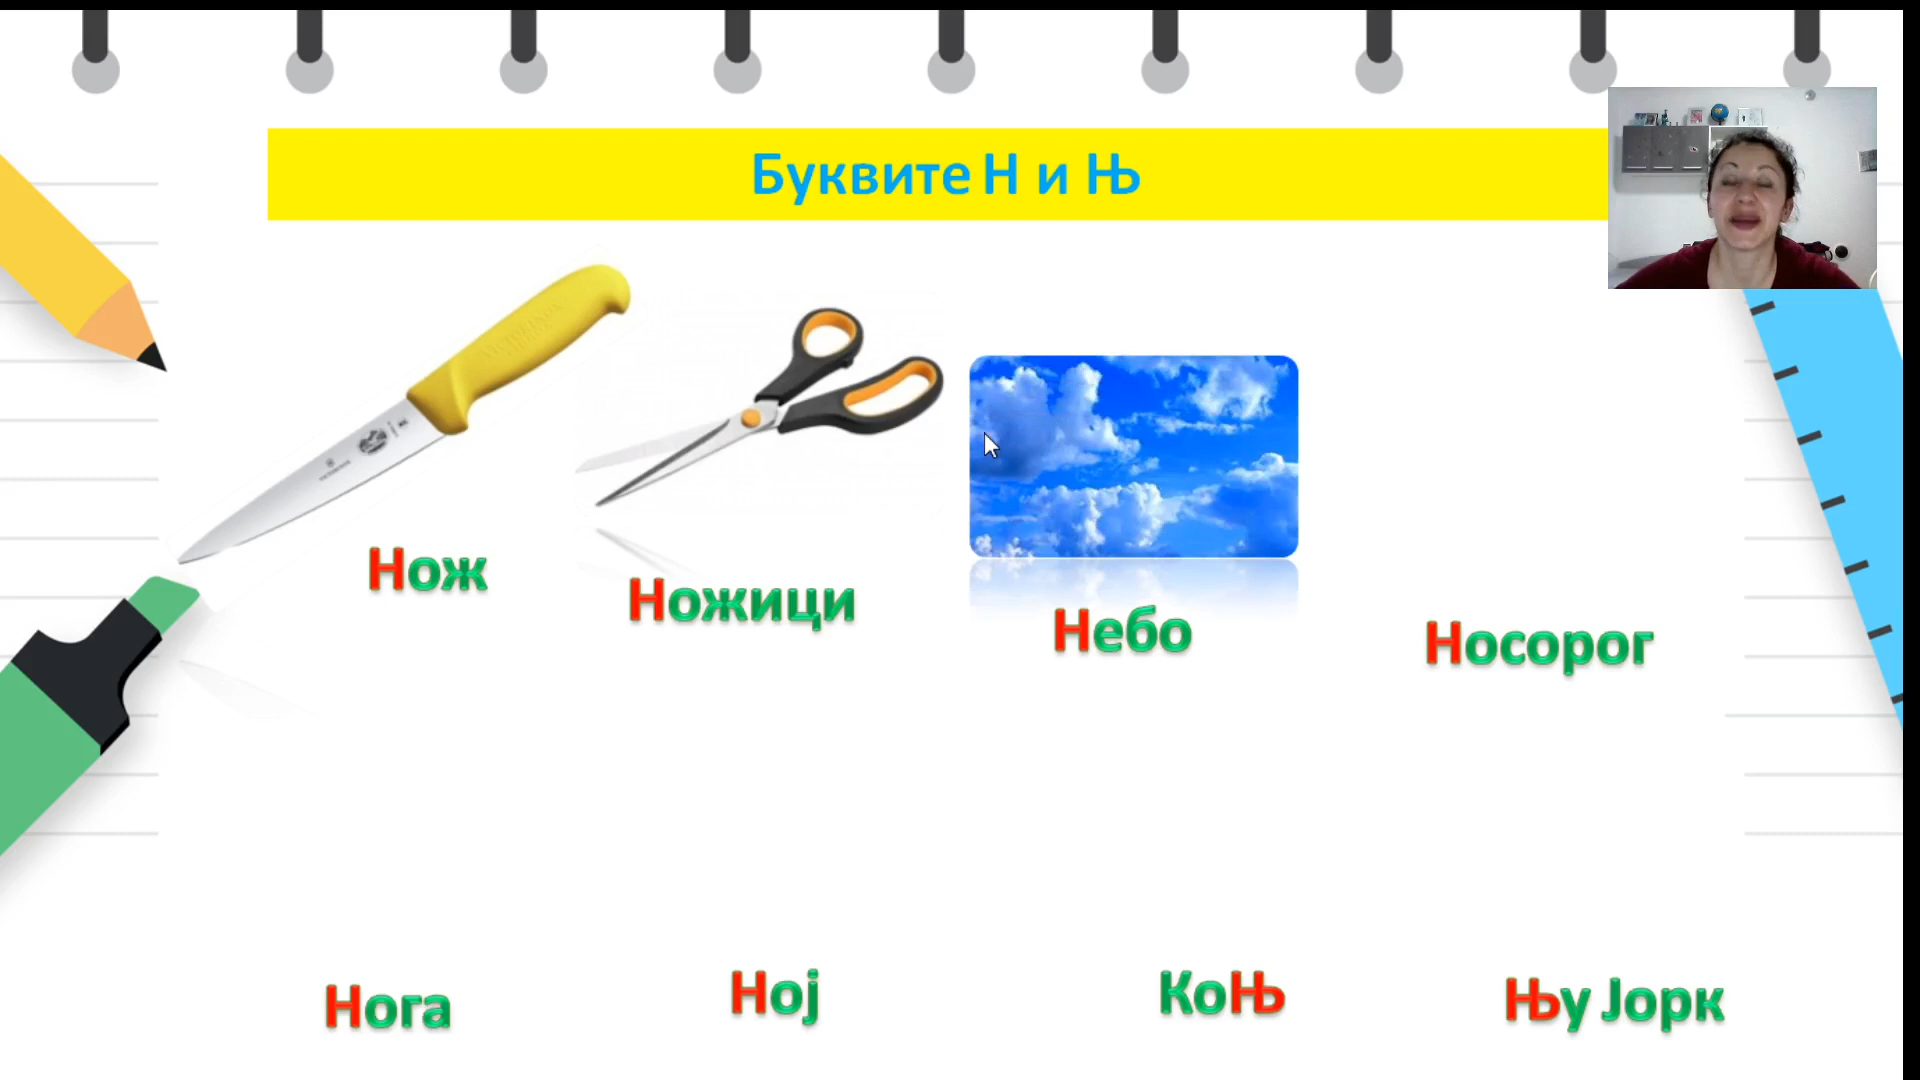 Буквите Н и Њ
Нож
Ножици
Небо
Носорог
Нога
Ној
КоЊ
Њу Јорк